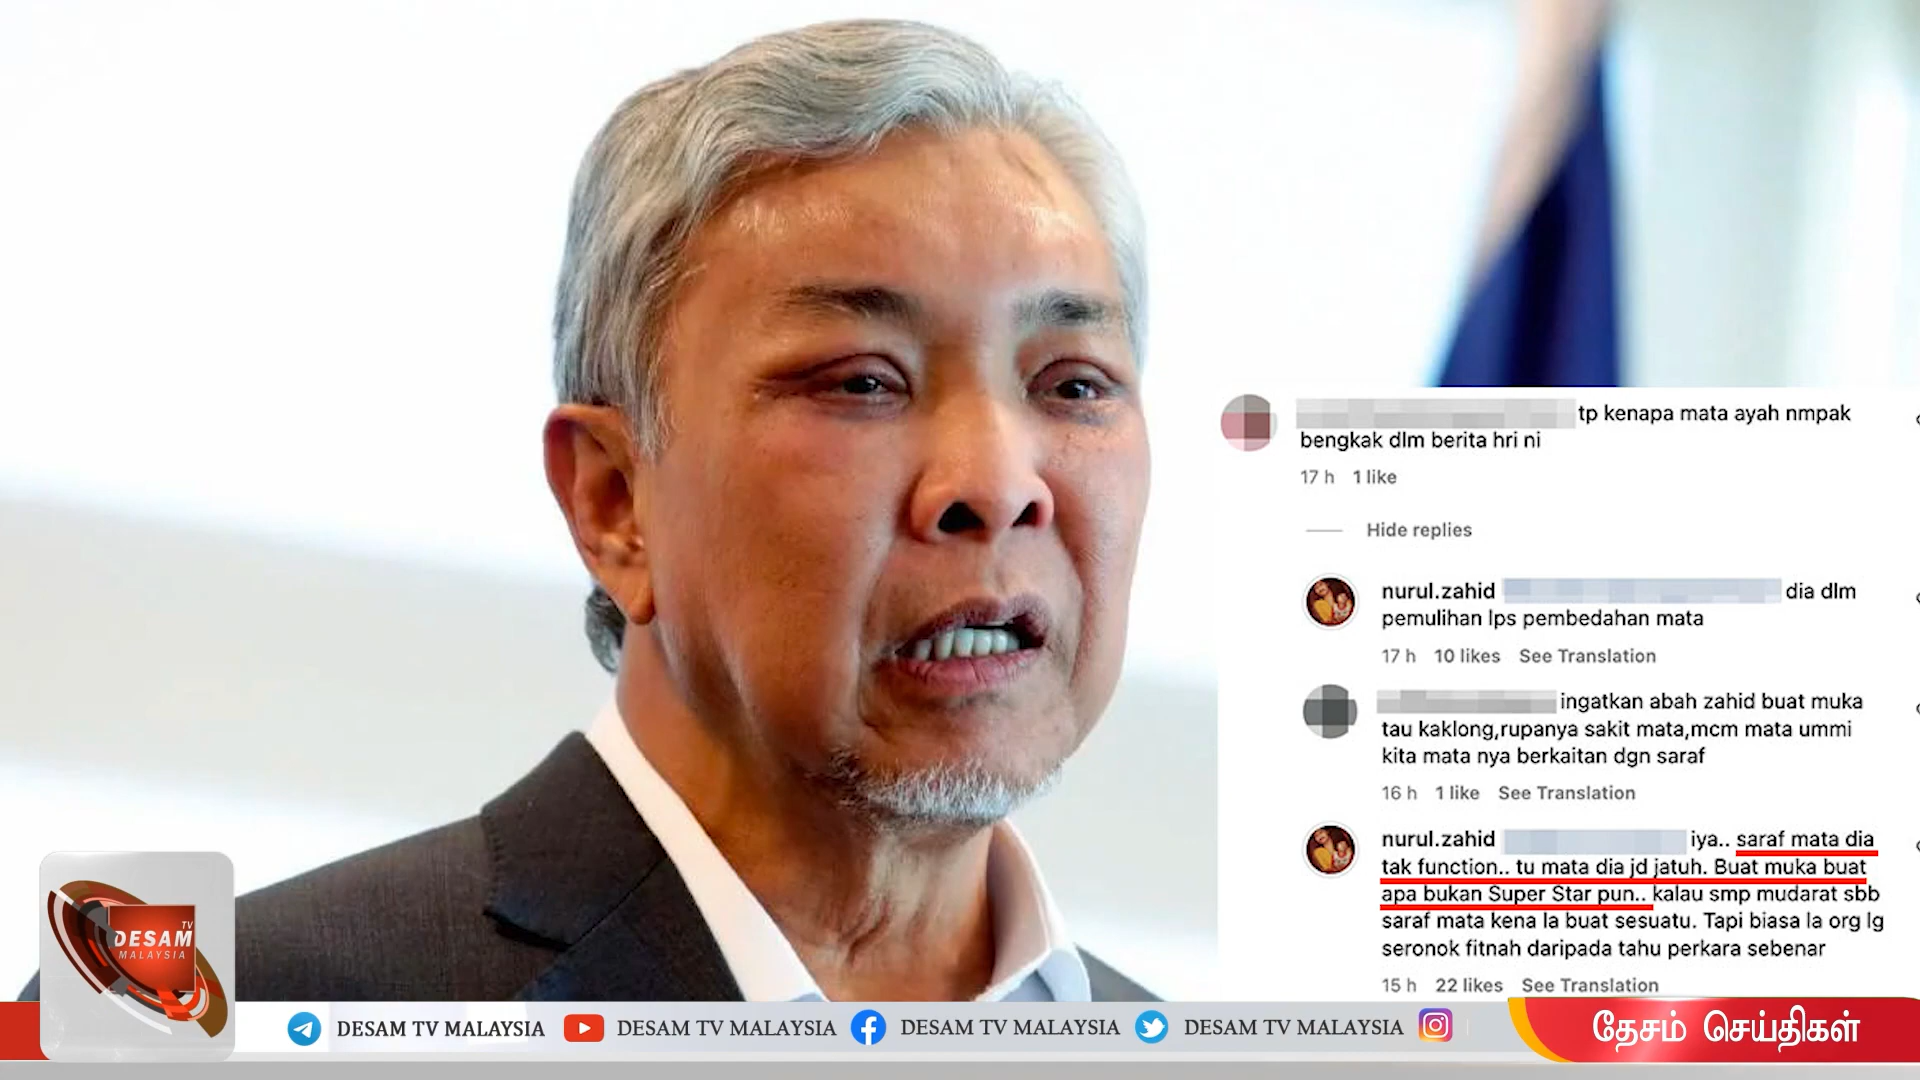 tp kenapa mata ayah nmpak
bengkak dlm berita hri ni
17 h 1 like
Hide replies
nurul.zahid dia dlm
pemulihan lps pembedahan mata
17 h 10 likes See Translation
ingatkan abah zahid buat muka
tau kaklong,rupanya sakit mata,mcm mata ummi
kita mata nya berkaitan dgn saraf
16 h 1 like See Translation
nurul.zahid iya.. saraf mata dia
tak function.. tu mata dia jd jatuh. Buat muka buat
apa bukan Super Star pun.. kalau smp mudarat sbb
saraf mata kena la buat sesuatu. Tapi biasa la org lg
seronok fitnah daripada tahu perkara sebenar
15 h 22 likes See Translation
TV
DESAM
MALAYSIA
DESAM TV MALAYSIA DESAM TV MALAYSIA DESAM TV MALAYSIA DESAM TV MALAYSIA
தேசம் செய்திகள்